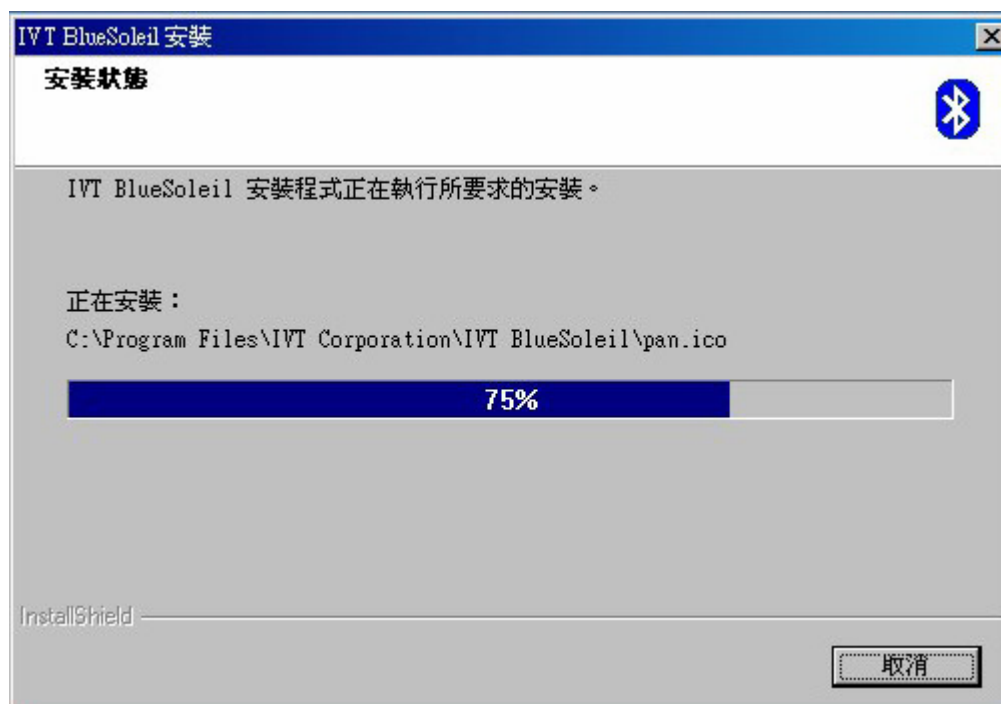 IVT BlueSoleil 安裝
安裝狀態
IVT BlueSoleil 安裝程式正在執行所要求的安裝。
正在安裝：
C:\Program Files\IVT Corporation\IVT BlueSoleil\pan.ico
75%
InstallShield
取消